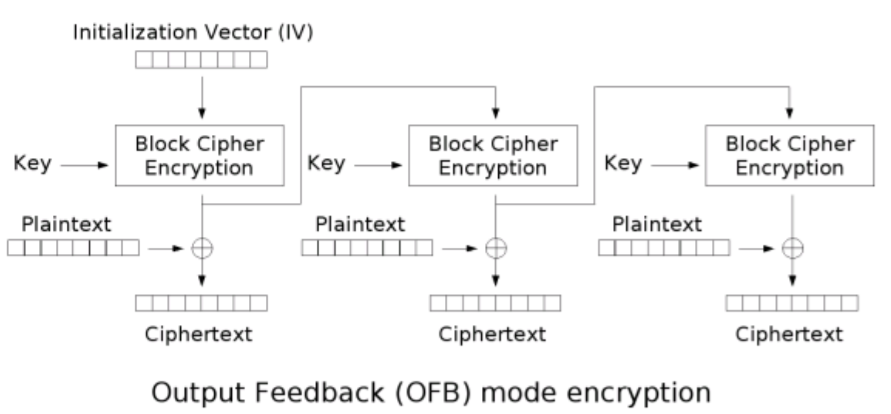 Initialization Vector (IV)
Block Cipher
Encryption
Block Cipher
Encryption
Block Cipher
Encryption
Key
Key
Key
Plaintext
Plaintext
Plaintext
Ciphertext
Ciphertext
Ciphertext
Output Feedback (OFB) mode encryption